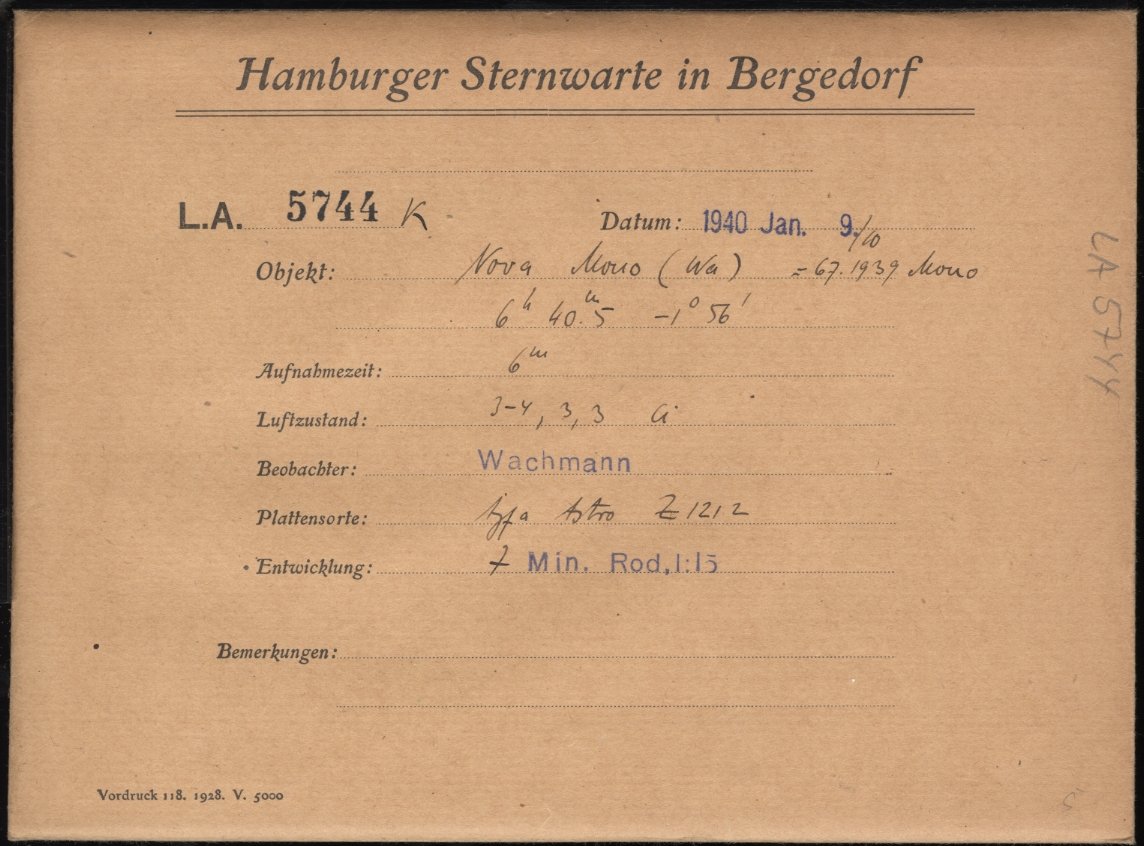 Hamburger Sternwarte in Bergedorf
L.A. 5744 K
Datum: 1940 Jan. 9./10
Objekt: Nova Mono (Wa) = 67.1939 Mono
6h 40m.5 -1° 56'
Aufnahmezeit: 6m
Luftzustand: 3-4, 3, 3 Ci
Beobachter: Wachmann
Plattensorte: Agfa Astro Z 1212
Entwicklung: 7 Min. Rod, 1:15
Bemerkungen:
Vordruck 118. 1928. V. 5000
LA 5744